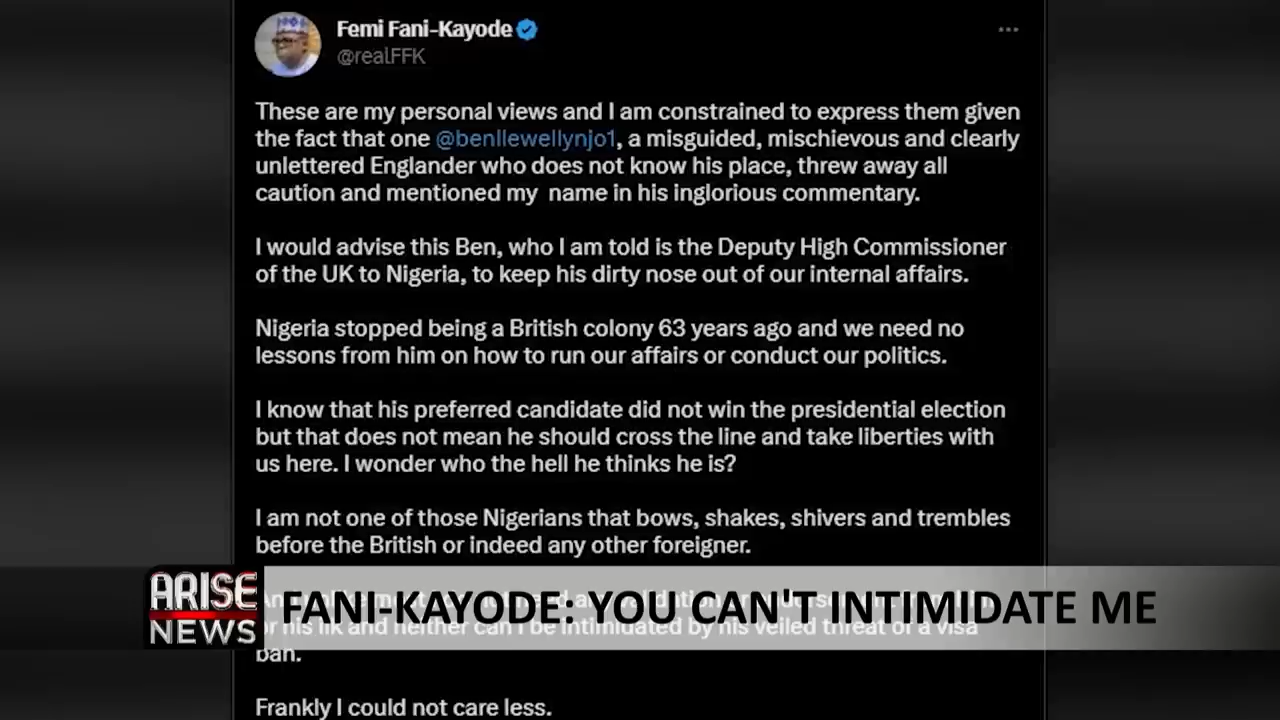 Femi Fani-Kayode
@realFFK
These are my personal views and I am constrained to express them given
the fact that one @benllewellynjo1, a misguided, mischievous and clearly
unlettered Englander who does not know his place, threw away all
caution and mentioned my name in his inglorious commentary.
I would advise this Ben, who I am told is the Deputy High Commissioner
of the UK to Nigeria, to keep his dirty nose out of our internal affairs.
Nigeria stopped being a British colony 63 years ago and we need no
lessons from him on how to run our affairs or conduct our politics.
I know that his preferred candidate did not win the presidential election
but that does not mean he should cross the line and take liberties with
us here. I wonder who the hell he thinks he is?
I am not one of those Nigerians that bows, shakes, shivers and trembles
before the British or indeed any other foreigner.
ARISE
NEWS
FANI-KAYODE: YOU CAN'T INTIMIDATE ME
or his ilk and neither can I be intimidated by his veiled threat of a visa
ban.
Frankly I could not care less.